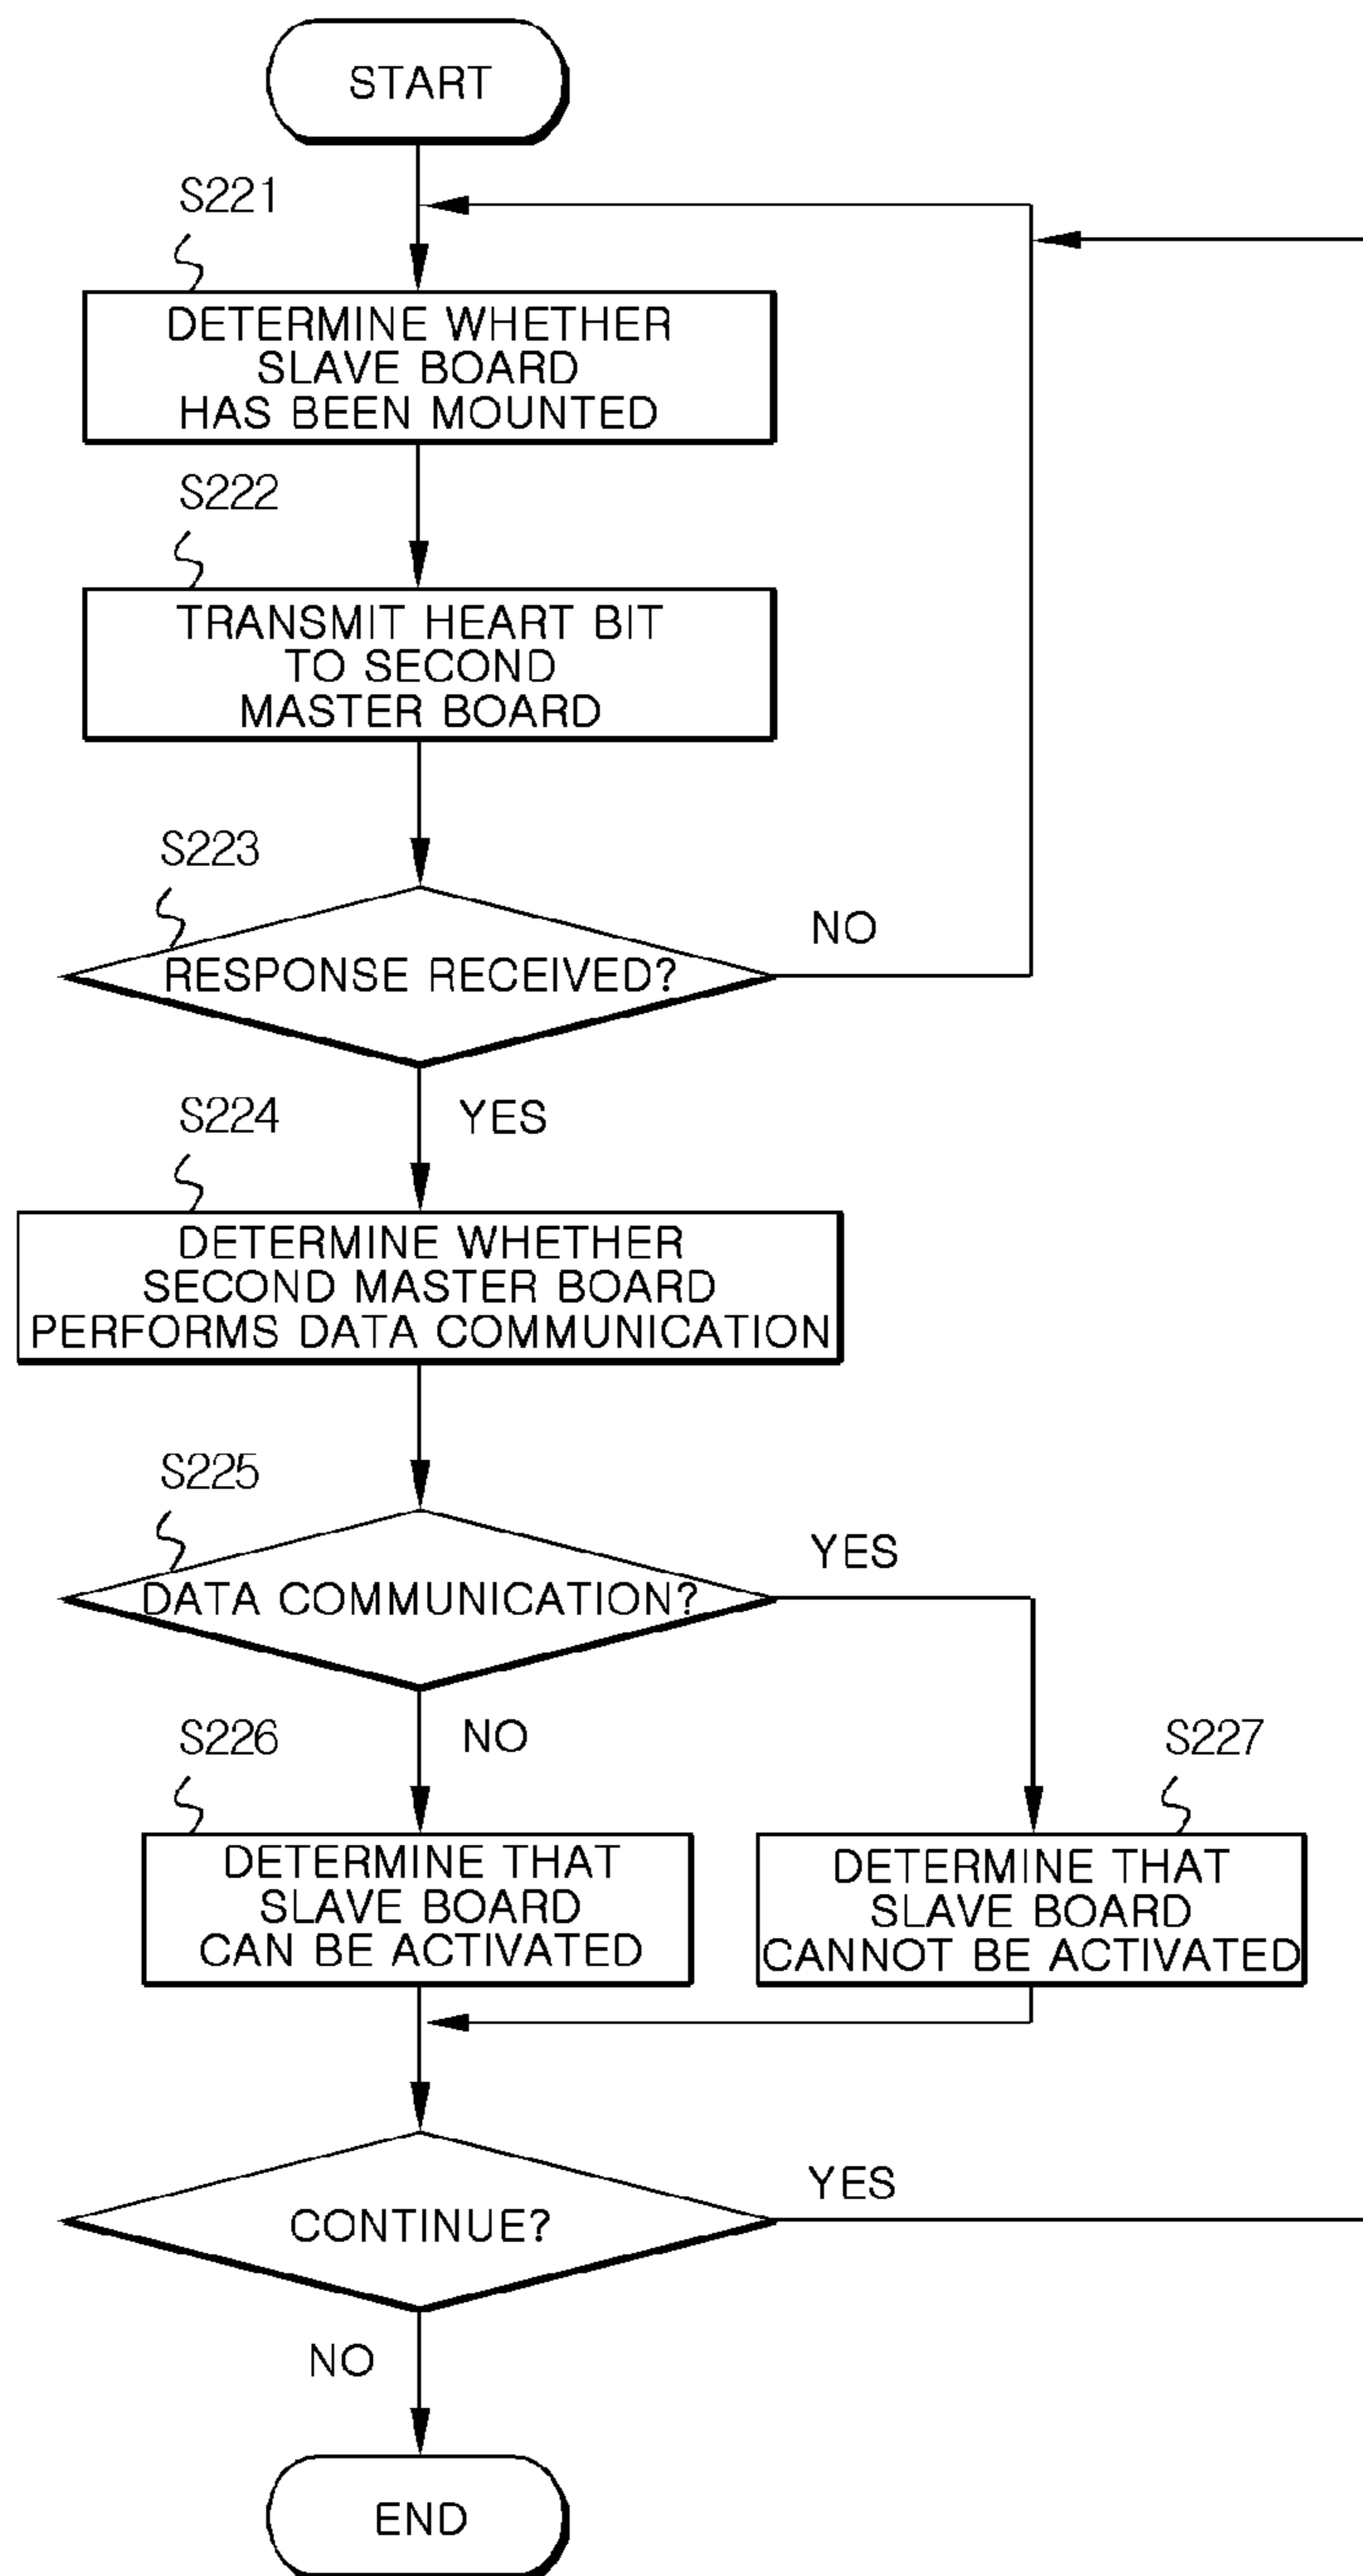 START
S221
DETERMINE WHETHER
SLAVE BOARD
HAS BEEN MOUNTED
S222
TRANSMIT HEART BIT
TO SECOND
MASTER BOARD
S223
RESPONSE RECEIVED?
NO
YES
S224
DETERMINE WHETHER
SECOND MASTER BOARD
PERFORMS DATA COMMUNICATION
S225
DATA COMMUNICATION?
YES
NO
S226
DETERMINE THAT
SLAVE BOARD
CAN BE ACTIVATED
S227
DETERMINE THAT
SLAVE BOARD
CANNOT BE ACTIVATED
CONTINUE?
YES
NO
END